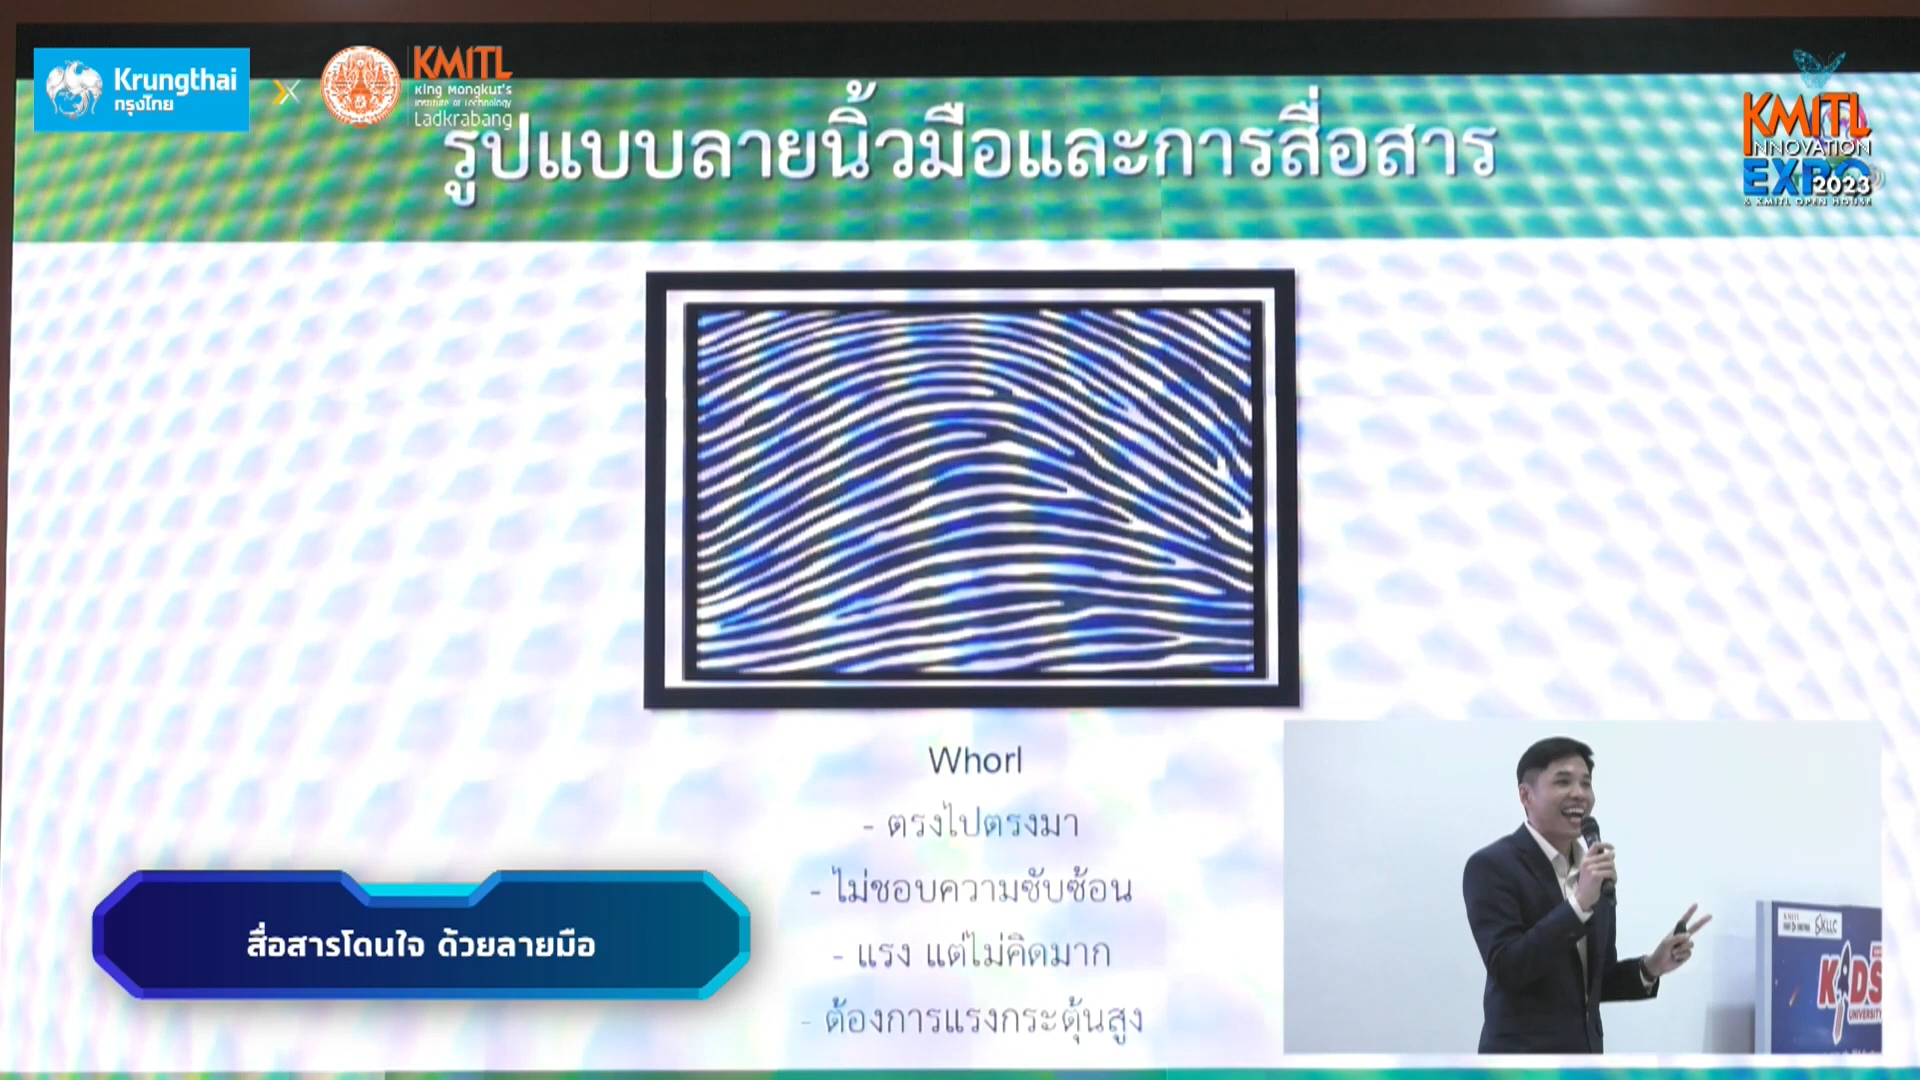 Krungthai
กรุงไทย
KMITL
King Mongkut's
Institute of Technology
Ladkrabang
รูปแบบลายนิ้วมือและการสื่อสาร
KMITL
INNOVATION
EXPO 2023
& KMITL OPEN HOUSE
Whorl
- ตรงไปตรงมา
- ไม่ชอบความซับซ้อน
- แรง แต่ไม่คิดมาก
- ต้องการแรงกระตุ้นสูง
สื่อสารโดนใจ ด้วยลายมือ
KLLC
KIDS
UNIVERSITY